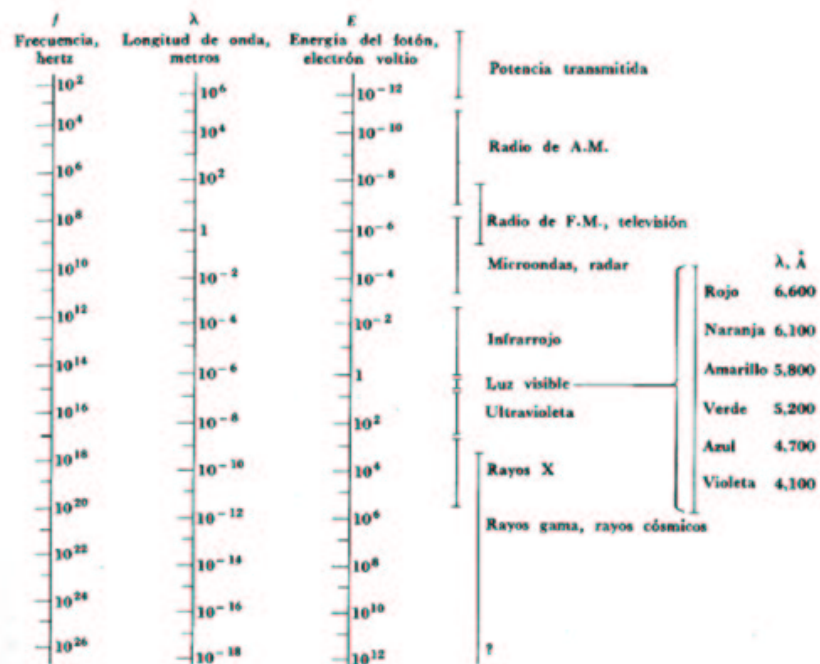 f
Frecuencia,
hertz
10²
10⁴
10⁶
10⁸
10¹⁰
10¹²
10¹⁴
10¹⁶
10¹⁸
10²⁰
10²²
10²⁴
10²⁶
λ
Longitud de onda,
metros
10⁶
10⁴
10²
1
10⁻²
10⁻⁴
10⁻⁶
10⁻⁸
10⁻¹⁰
10⁻¹²
10⁻¹⁴
10⁻¹⁶
10⁻¹⁸
E
Energía del fotón,
electrón voltio
10⁻¹²
10⁻¹⁰
10⁻⁸
10⁻⁶
10⁻⁴
10⁻²
1
10²
10⁴
10⁶
10⁸
10¹⁰
10¹²
Potencia transmitida
Radio de A.M.
Radio de F.M., televisión
Microondas, radar
Infrarrojo
Luz visible
Ultravioleta
Rayos X
Rayos gama, rayos cósmicos
?
λ, Å
Rojo 6,600
Naranja 6,100
Amarillo 5,800
Verde 5,200
Azul 4,700
Violeta 4,100